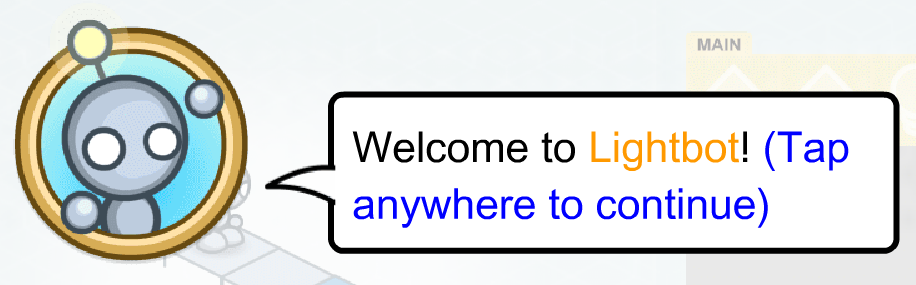 MAIN
Welcome to Lightbot! (Tap
anywhere to continue)